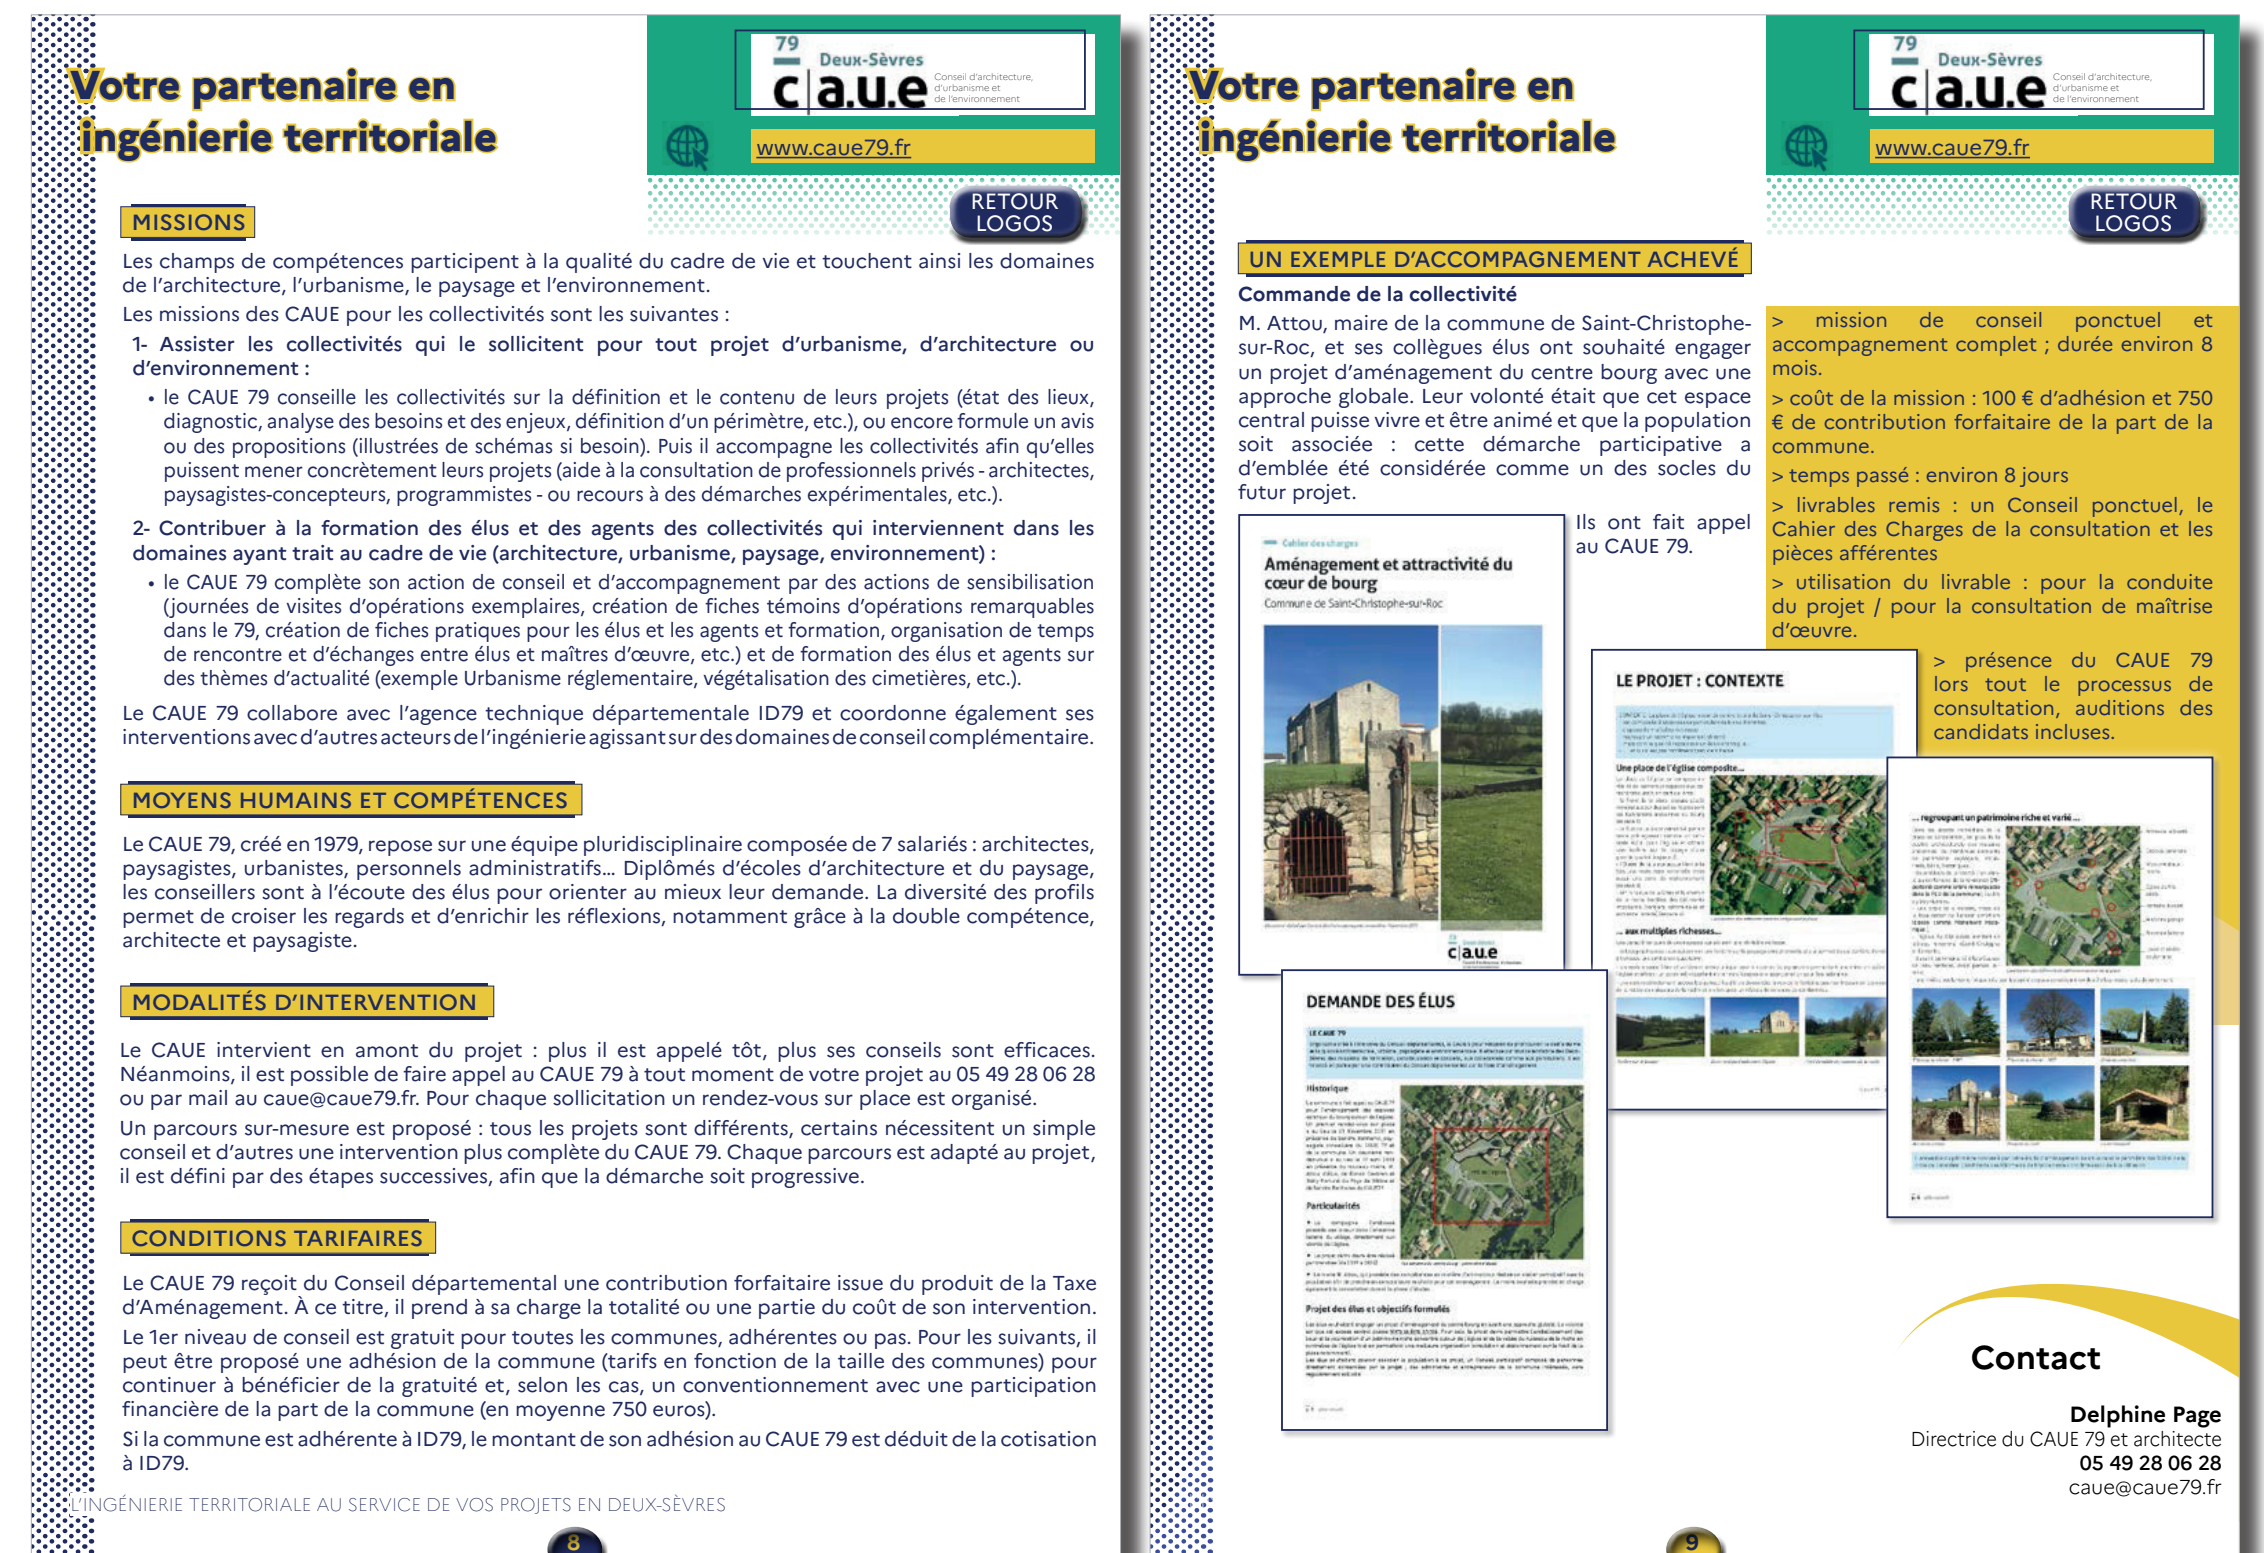 Votre partenaire en
ingénierie territoriale
79
Deux-Sèvres
c|a.u.e
Conseil d'architecture,
d'urbanisme et
de l'environnement
www.caue79.fr
RETOUR
LOGOS
MISSIONS
Les champs de compétences participent à la qualité du cadre de vie et touchent ainsi les domaines
de l'architecture, l'urbanisme, le paysage et l'environnement.
Les missions des CAUE pour les collectivités sont les suivantes :
1- Assister les collectivités qui le sollicitent pour tout projet d'urbanisme, d'architecture ou
d'environnement :
• le CAUE 79 conseille les collectivités sur la définition et le contenu de leurs projets (état des lieux,
diagnostic, analyse des besoins et des enjeux, définition d'un périmètre, etc.), ou encore formule un avis
ou des propositions (illustrées de schémas si besoin). Puis il accompagne les collectivités afin qu'elles
puissent mener concrètement leurs projets (aide à la consultation de professionnels privés - architectes,
paysagistes-concepteurs, programmistes - ou recours à des démarches expérimentales, etc.).
2- Contribuer à la formation des élus et des agents des collectivités qui interviennent dans les
domaines ayant trait au cadre de vie (architecture, urbanisme, paysage, environnement) :
• le CAUE 79 complète son action de conseil et d'accompagnement par des actions de sensibilisation
(journées de visites d'opérations exemplaires, création de fiches témoins d'opérations remarquables
dans le 79, création de fiches pratiques pour les élus et les agents et formation, organisation de temps
de rencontre et d'échanges entre élus et maîtres d'œuvre, etc.) et de formation des élus et agents sur
des thèmes d'actualité (exemple Urbanisme réglementaire, végétalisation des cimetières, etc.).
Le CAUE 79 collabore avec l'agence technique départementale ID79 et coordonne également ses
interventions avec d'autres acteurs de l'ingénierie agissant sur des domaines de conseil complémentaire.
MOYENS HUMAINS ET COMPÉTENCES
Le CAUE 79, créé en 1979, repose sur une équipe pluridisciplinaire composée de 7 salariés : architectes,
paysagistes, urbanistes, personnels administratifs... Diplômés d'écoles d'architecture et du paysage,
les conseillers sont à l'écoute des élus pour orienter au mieux leur demande. La diversité des profils
permet de croiser les regards et d'enrichir les réflexions, notamment grâce à la double compétence,
architecte et paysagiste.
MODALITÉS D'INTERVENTION
Le CAUE intervient en amont du projet : plus il est appelé tôt, plus ses conseils sont efficaces.
Néanmoins, il est possible de faire appel au CAUE 79 à tout moment de votre projet au 05 49 28 06 28
ou par mail au caue@caue79.fr. Pour chaque sollicitation un rendez-vous sur place est organisé.
Un parcours sur-mesure est proposé : tous les projets sont différents, certains nécessitent un simple
conseil et d'autres une intervention plus complète du CAUE 79. Chaque parcours est adapté au projet,
il est défini par des étapes successives, afin que la démarche soit progressive.
CONDITIONS TARIFAIRES
Le CAUE 79 reçoit du Conseil départemental une contribution forfaitaire issue du produit de la Taxe
d'Aménagement. À ce titre, il prend à sa charge la totalité ou une partie du coût de son intervention.
Le 1er niveau de conseil est gratuit pour toutes les communes, adhérentes ou pas. Pour les suivants, il
peut être proposé une adhésion de la commune (tarifs en fonction de la taille des communes) pour
continuer à bénéficier de la gratuité et, selon les cas, un conventionnement avec une participation
financière de la part de la commune (en moyenne 750 euros).
Si la commune est adhérente à ID79, le montant de son adhésion au CAUE 79 est déduit de la cotisation
à ID79.
L'INGÉNIERIE TERRITORIALE AU SERVICE DE VOS PROJETS EN DEUX-SÈVRES
8
Votre partenaire en
ingénierie territoriale
79
Deux-Sèvres
c|a.u.e
Conseil d'architecture,
d'urbanisme et
de l'environnement
www.caue79.fr
RETOUR
LOGOS
UN EXEMPLE D'ACCOMPAGNEMENT ACHEVÉ
Commande de la collectivité
M. Attou, maire de la commune de Saint-Christophe-
sur-Roc, et ses collègues élus ont souhaité engager
un projet d'aménagement du centre bourg avec une
approche globale. Leur volonté était que cet espace
central puisse vivre et être animé et que la population
soit associée : cette démarche participative a
d'emblée été considérée comme un des socles du
futur projet.
Ils ont fait appel
au CAUE 79.
> mission de conseil ponctuel et
accompagnement complet ; durée environ 8
mois.
> coût de la mission : 100 € d'adhésion et 750
€ de contribution forfaitaire de la part de la
commune.
> temps passé : environ 8 jours
> livrables remis : un Conseil ponctuel, le
Cahier des Charges de la consultation et les
pièces afférentes
> utilisation du livrable : pour la conduite
du projet / pour la consultation de maîtrise
d'œuvre.
> présence du CAUE 79
lors tout le processus de
consultation, auditions des
candidats incluses.
Cahier des charges
Aménagement et attractivité du
cœur de bourg
Commune de Saint-Christophe-sur-Roc
c|a.u.e
LE PROJET : CONTEXTE
Une place de l'église composite...
... aux multiples richesses...
... regroupant un patrimoine riche et varié ...
DEMANDE DES ÉLUS
LE CAUE 79
Historique
Particularités
Projet des élus et objectifs formulés
Contact
Delphine Page
Directrice du CAUE 79 et architecte
05 49 28 06 28
caue@caue79.fr
9